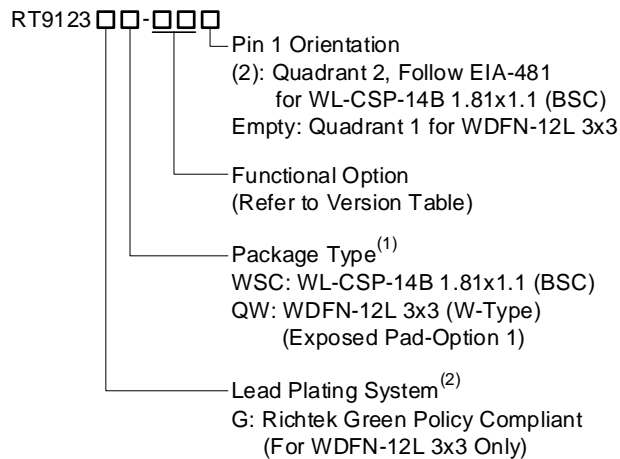 RT9123□□-□□□
Pin 1 Orientation
(2): Quadrant 2, Follow EIA-481
for WL-CSP-14B 1.81x1.1 (BSC)
Empty: Quadrant 1 for WDFN-12L 3x3
Functional Option
(Refer to Version Table)
Package Type(1)
WSC: WL-CSP-14B 1.81x1.1 (BSC)
QW: WDFN-12L 3x3 (W-Type)
(Exposed Pad-Option 1)
Lead Plating System(2)
G: Richtek Green Policy Compliant
(For WDFN-12L 3x3 Only)